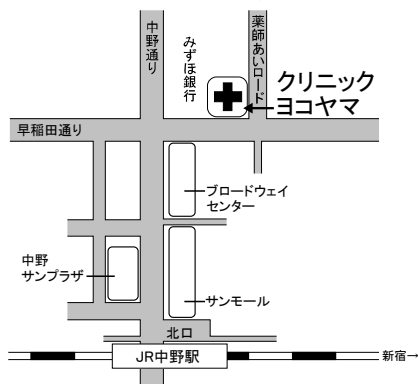 中野通り
みずほ銀行
薬師あいロード
クリニック
ヨコヤマ
早稲田通り
ブロードウェイ
センター
中野
サンプラザ
サンモール
北口
JR中野駅
新宿→